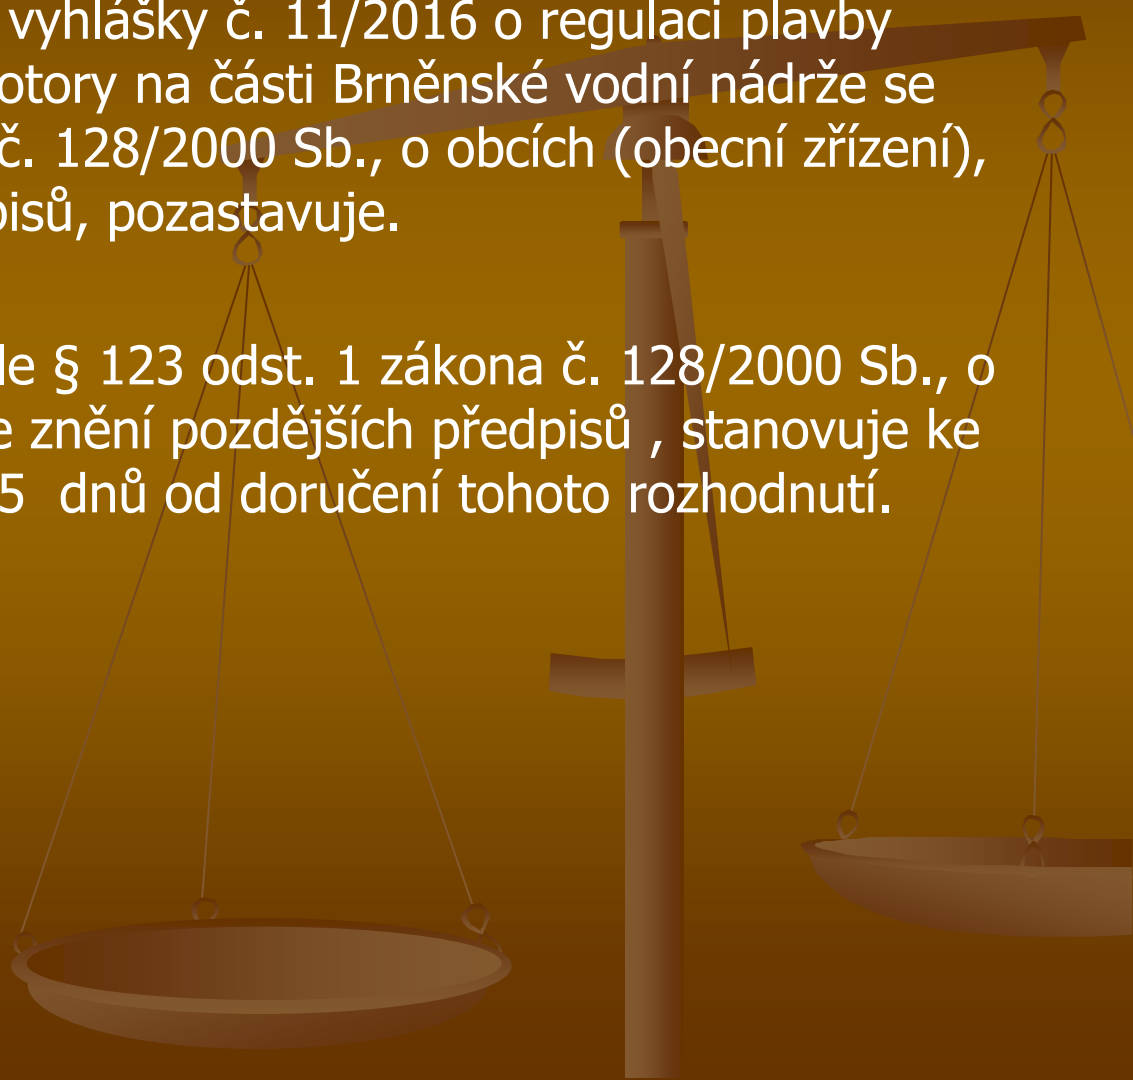 vyhlášky č. 11/2016 o regulaci plavby
otory na části Brněnské vodní nádrže se
č. 128/2000 Sb., o obcích (obecní zřízení),
pisů, pozastavuje.
le § 123 odst. 1 zákona č. 128/2000 Sb., o
e znění pozdějších předpisů , stanovuje ke
5 dnů od doručení tohoto rozhodnutí.